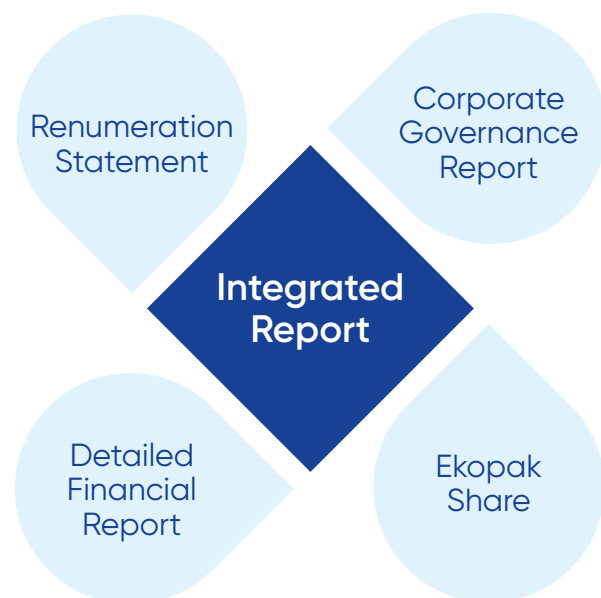 Renumeration
Statement
Corporate
Governance
Report
Integrated
Report
Detailed
Financial
Report
Ekopak
Share